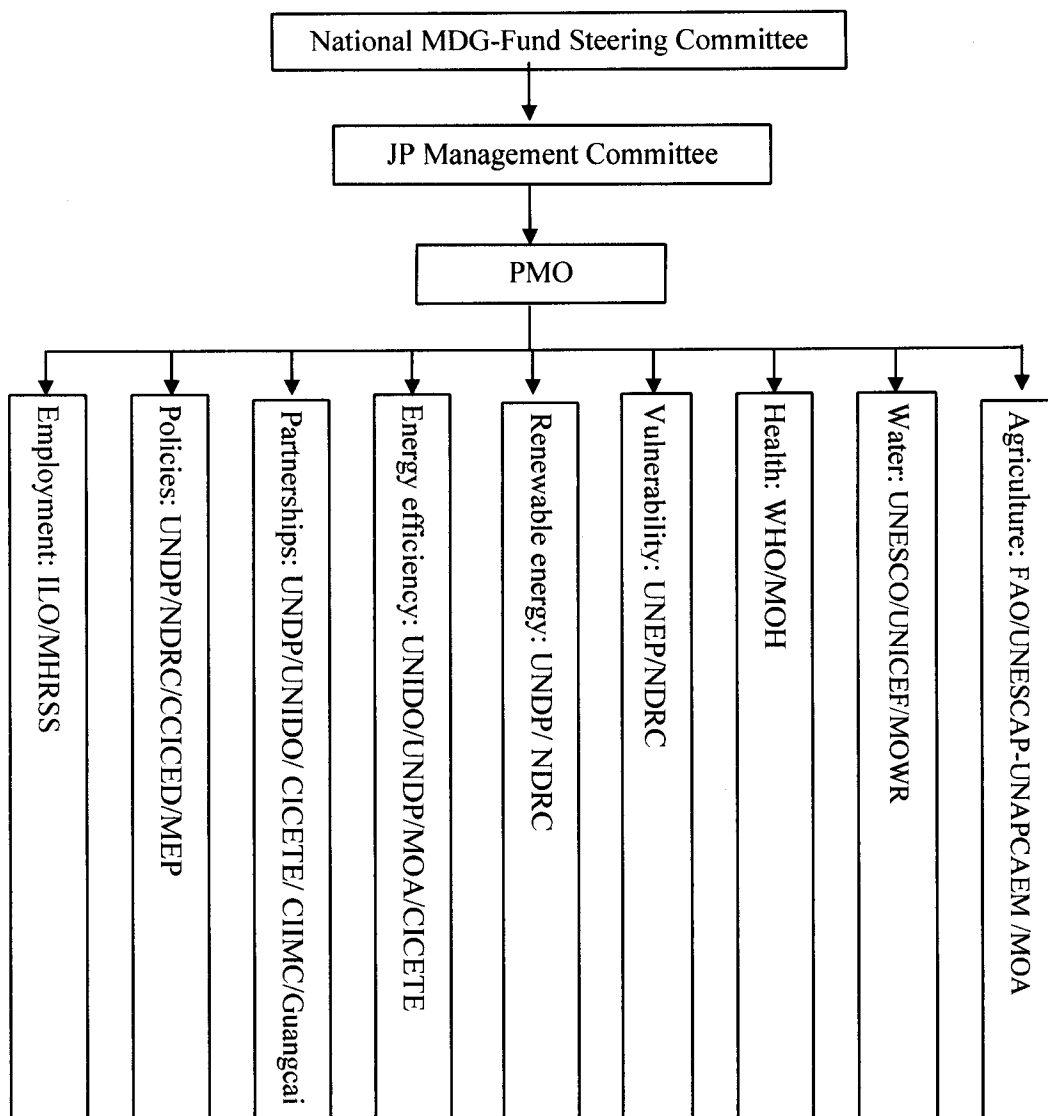 National MDG-Fund Steering Committee
JP Management Committee
PMO
Employment: ILO/MHRSS
Policies: UNDP/NDRC/CCICED/MEP
Partnerships: UNDP/UNIDO/ CICETE/ CIIMC/Guangcai
Energy efficiency: UNIDO/UNDP/MOA/CICETE
Renewable energy: UNDP/ NDRC
Vulnerability: UNEP/NDRC
Health: WHO/MOH
Water: UNESCO/UNICEF/MOWR
Agriculture: FAO/UNESCAP-UNAPCAEM /MOA